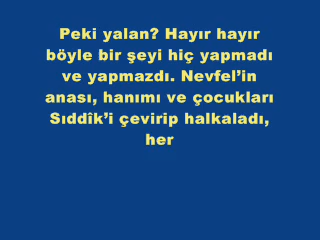 Peki yalan? Hayır hayır
böyle bir şeyi hiç yapmadı
ve yapmazdı. Nevfel’in
anası, hanımı ve çocukları
Sıddîk’i çevirip halkaladı,
her